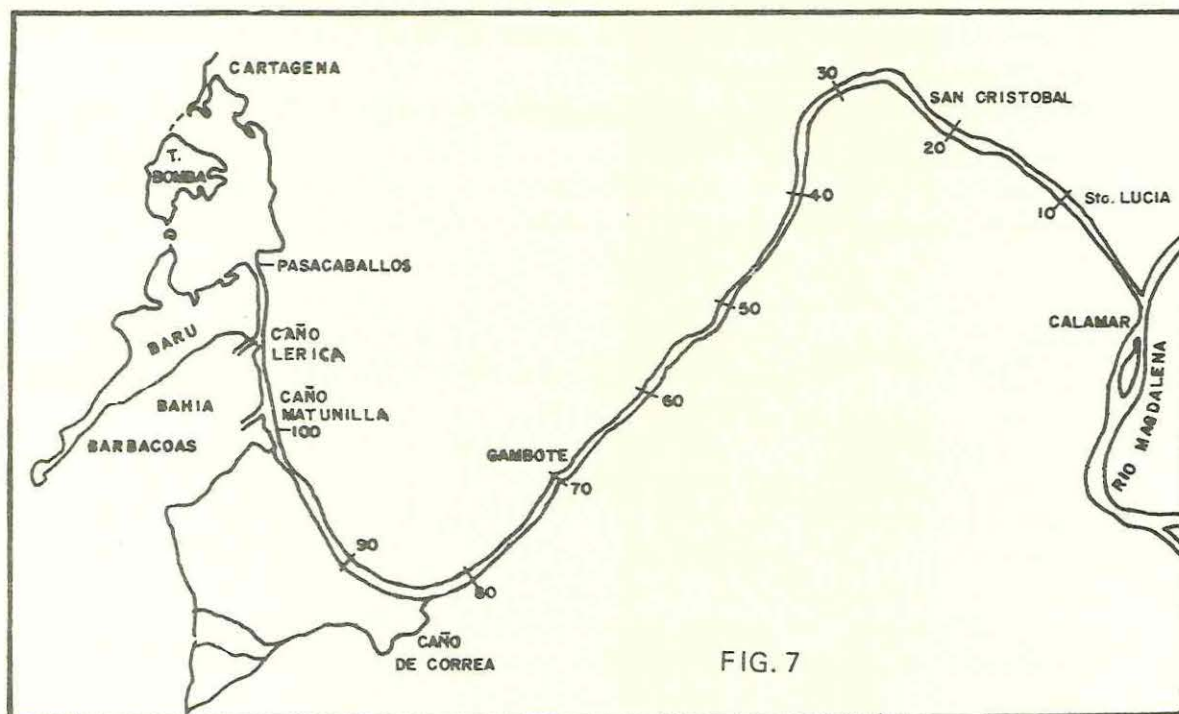 CARTAGENA
T.
BOMBA
PASACABALLOS
BARU
CAÑO
LERICA
BAHIA
BARBACOAS
CAÑO
MATUNILLA
100
90
80
CAÑO
DE CORREA
GAMBOTE
70
60
50
40
30
SAN CRISTOBAL
20
10
Sta. LUCIA
CALAMAR
RIO MAGDALENA
FIG. 7